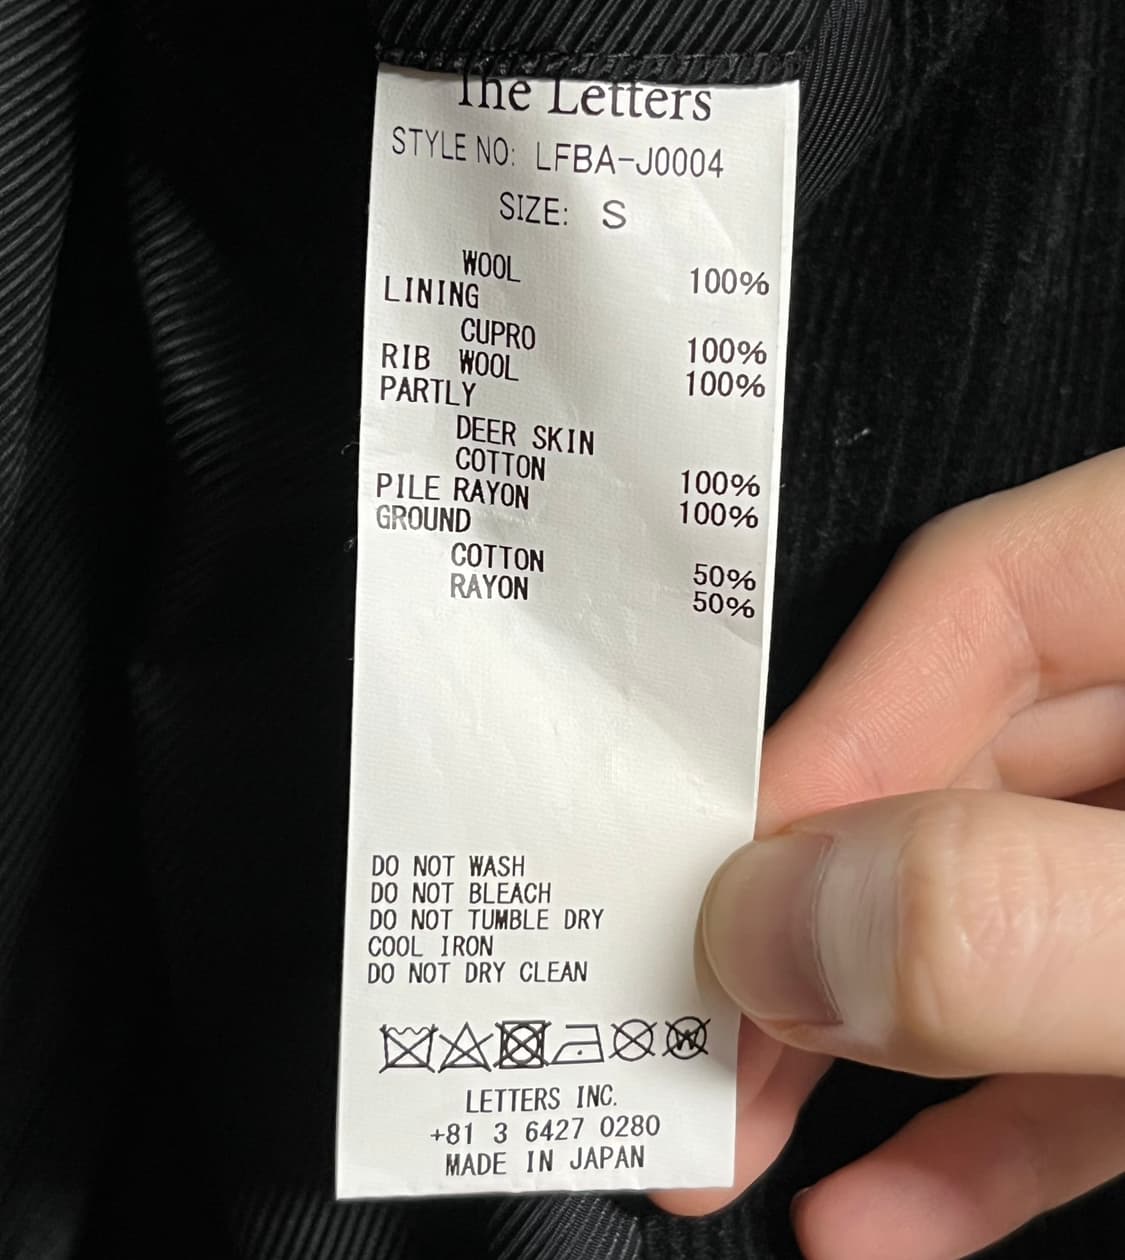 The Letters
STYLE NO: LFBA-J0004
SIZE: S
WOOL 100%
LINING
CUPRO 100%
RIB WOOL 100%
PARTLY
DEER SKIN
COTTON 100%
PILE RAYON 100%
GROUND
COTTON 50%
RAYON 50%
DO NOT WASH
DO NOT BLEACH
DO NOT TUMBLE DRY
COOL IRON
DO NOT DRY CLEAN
W
LETTERS INC.
+81 3 6427 0280
MADE IN JAPAN